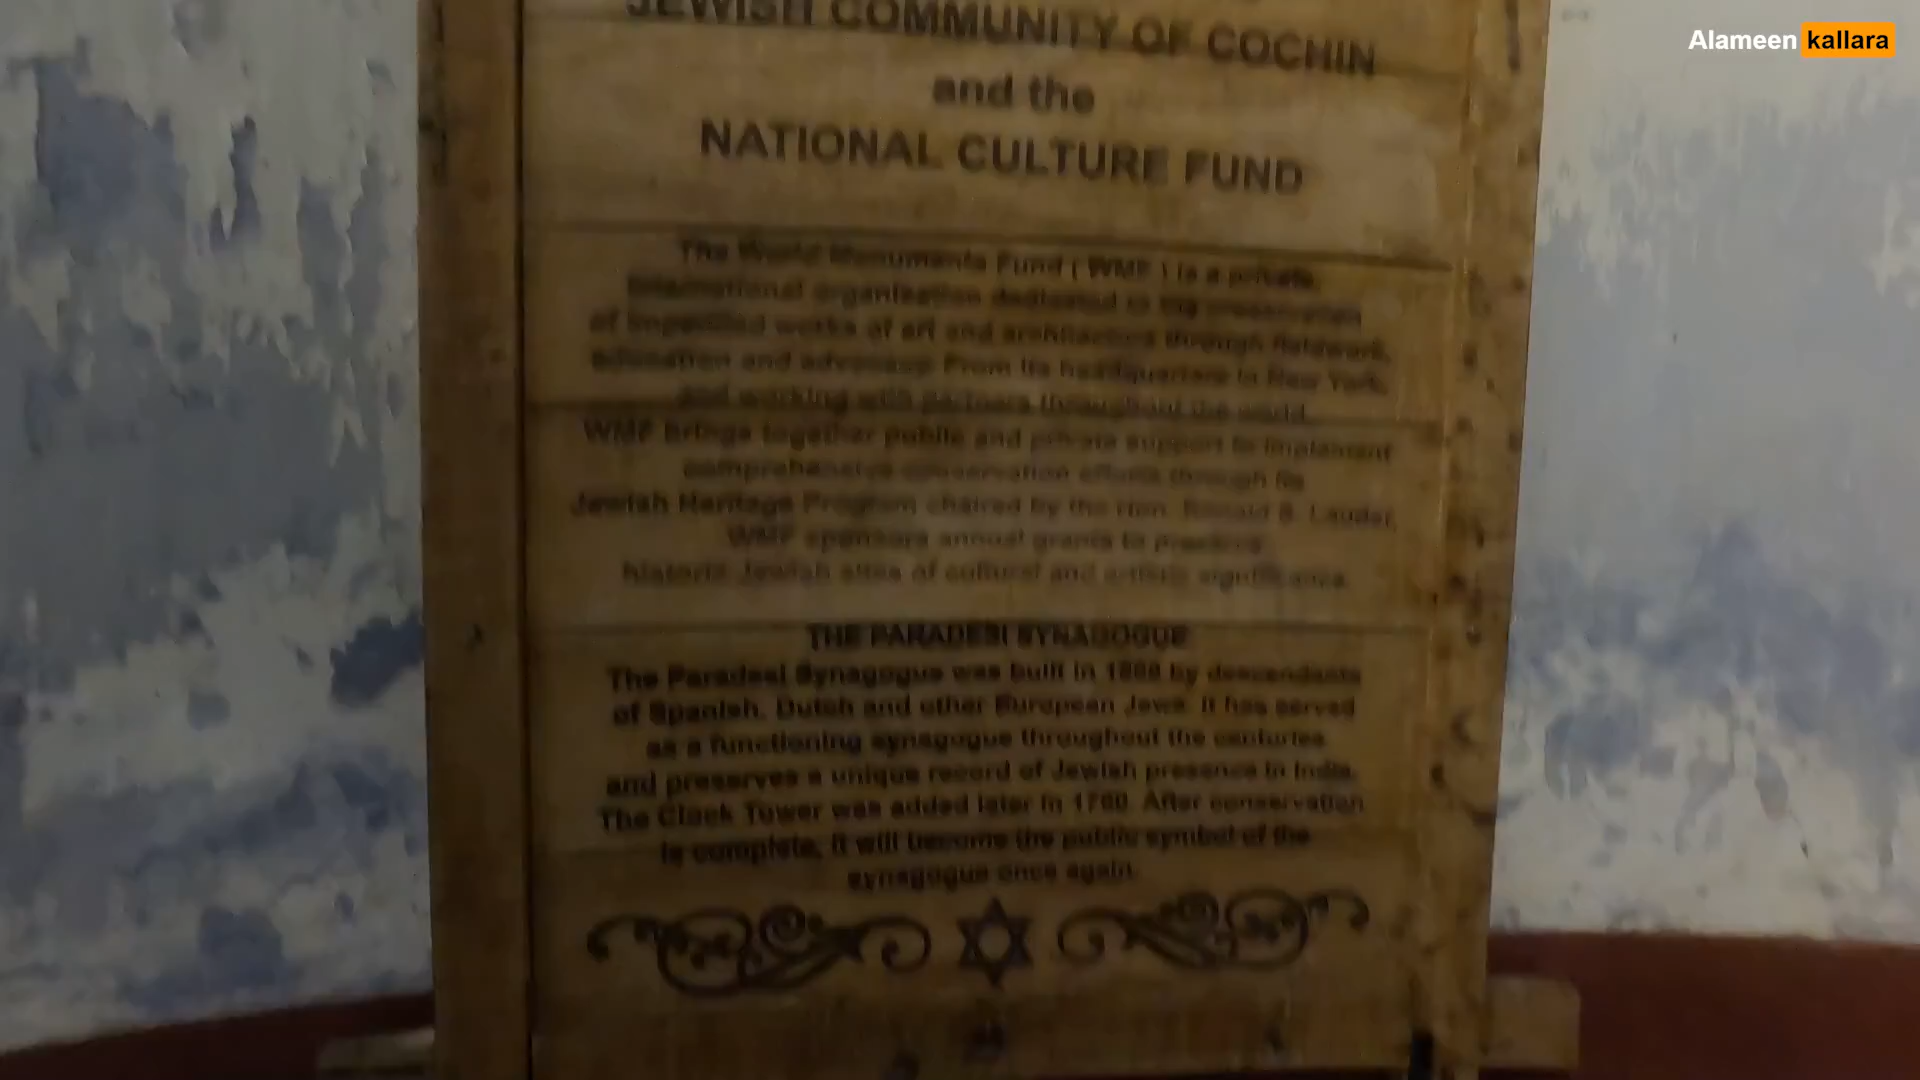 JEWISH COMMUNITY OF COCHIN
and the
NATIONAL CULTURE FUND
The World Monuments Fund ( WMF ) is a private,
international organization dedicated to the preservation
of imperiled works of art and architecture through fieldwork,
education and advocacy. From its headquarters in New York,
and working with partners throughout the world,
WMF brings together public and private support to implement
comprehensive conservation efforts through its
Jewish Heritage Program chaired by the Hon. Ronald S. Lauder,
WMF sponsors annual grants to preserve
historic Jewish sites of cultural and artistic significance.
THE PARADESI SYNAGOGUE
The Paradesi Synagogue was built in by descendants
of Spanish, Dutch and other European Jews. It has served
as a functioning synagogue throughout the centuries
and preserves a unique record of Jewish presence in India.
The Clock Tower was added later in 1760. After conservation
is complete, it will become the public symbol of the
synagogue once again.
Alameen kallara